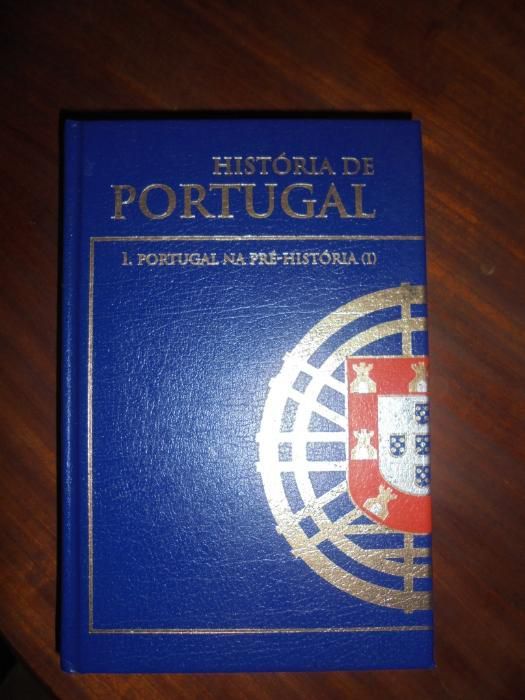 HISTÓRIA DE
PORTUGAL
1. PORTUGAL NA PRÉ-HISTÓRIA (I)